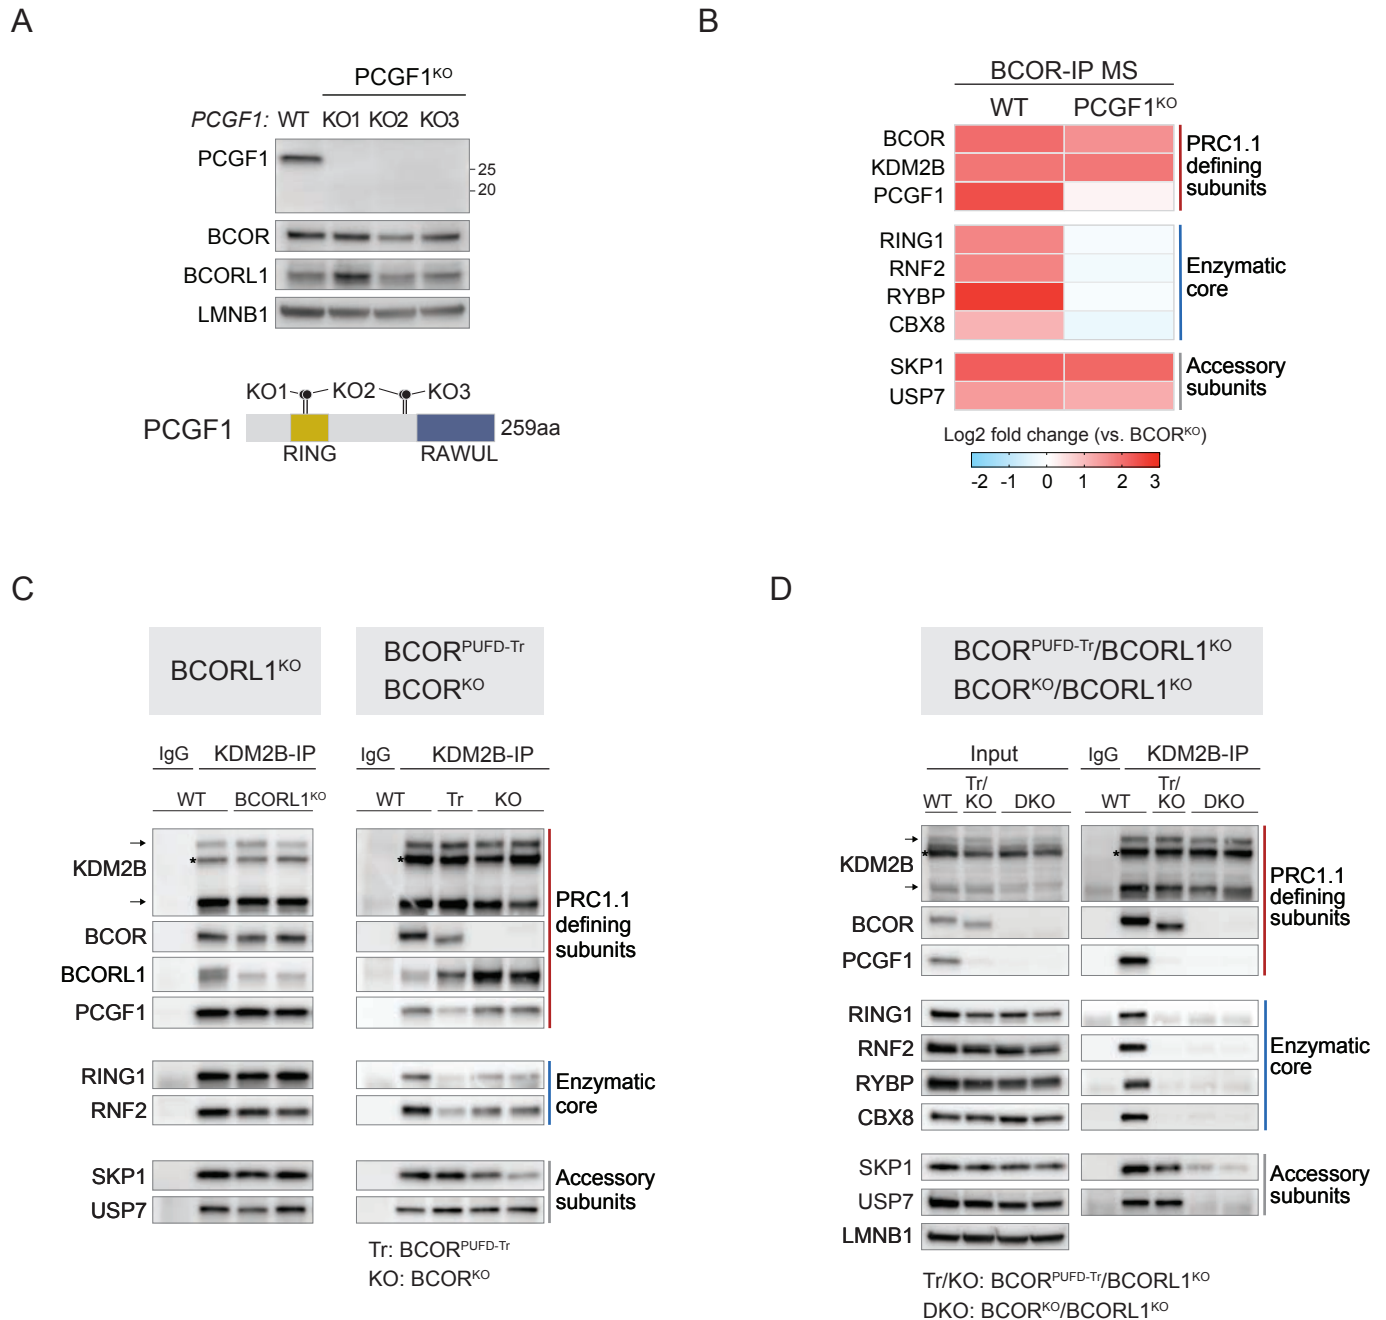 A
PCGF1KO
PCGF1: WT KO1 KO2 KO3
PCGF1
25
20
BCOR
BCORL1
LMNB1
KO1 KO2 KO3
PCGF1 259aa
RING RAWUL
B
BCOR-IP MS
WT PCGF1KO
BCOR
KDM2B
PCGF1
PRC1.1
defining
subunits
RING1
RNF2
RYBP
CBX8
Enzymatic
core
SKP1
USP7
Accessory
subunits
Log2 fold change (vs. BCORKO)
-2 -1 0 1 2 3
C
BCORL1KO
BCORPUFD-Tr
BCORKO
IgG KDM2B-IP
WT BCORL1KO
IgG KDM2B-IP
WT Tr KO
KDM2B
*
*
BCOR
BCORL1
PCGF1
PRC1.1
defining
subunits
RING1
RNF2
Enzymatic
core
SKP1
USP7
Accessory
subunits
Tr: BCORPUFD-Tr
KO: BCORKO
D
BCORPUFD-Tr/BCORL1KO
BCORKO/BCORL1KO
Input
WT Tr/KO DKO
IgG KDM2B-IP
WT Tr/KO DKO
KDM2B
*
*
BCOR
PCGF1
PRC1.1
defining
subunits
RING1
RNF2
RYBP
CBX8
Enzymatic
core
SKP1
USP7
LMNB1
Accessory
subunits
Tr/KO: BCORPUFD-Tr/BCORL1KO
DKO: BCORKO/BCORL1KO